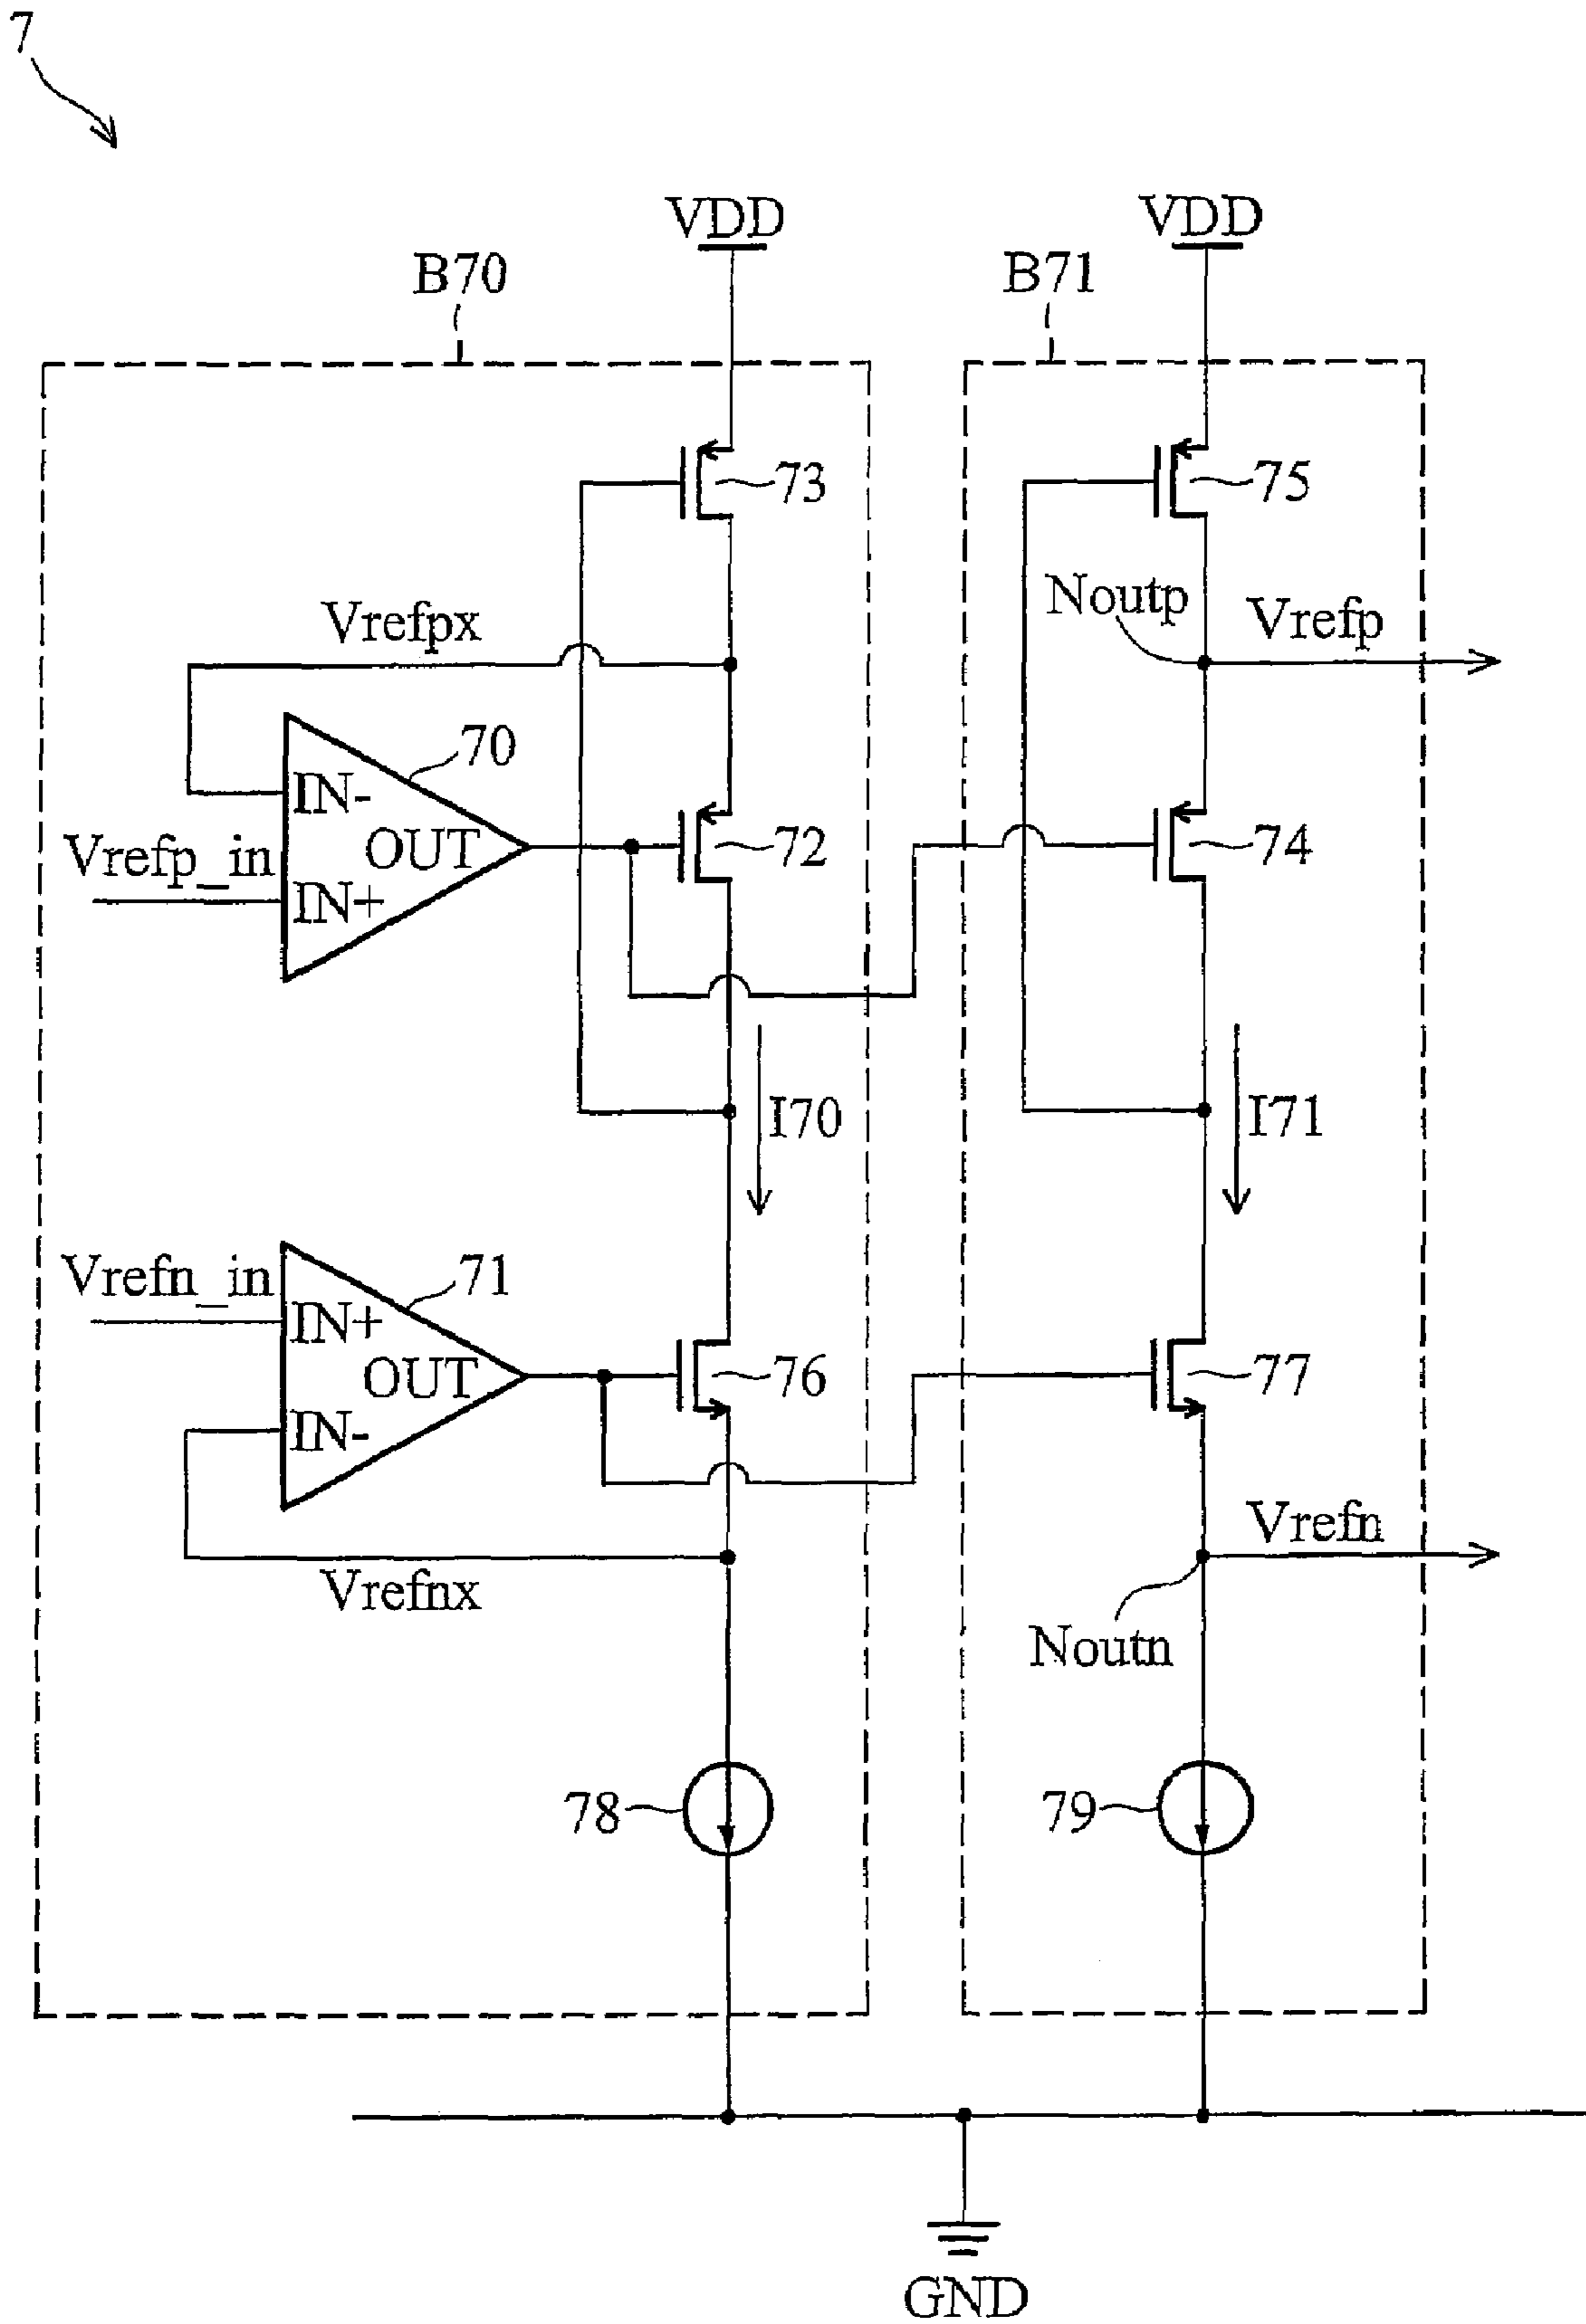 7
VDD
VDD
B70
B71
73
75
Vrefpx
Noutp
Vrefp
70
IN-
Vrefp_in
OUT
IN+
72
74
I70
I71
Vrefn_in
71
IN+
OUT
IN-
76
77
Vrefn
Vrefnx
Noutn
78
79
GND